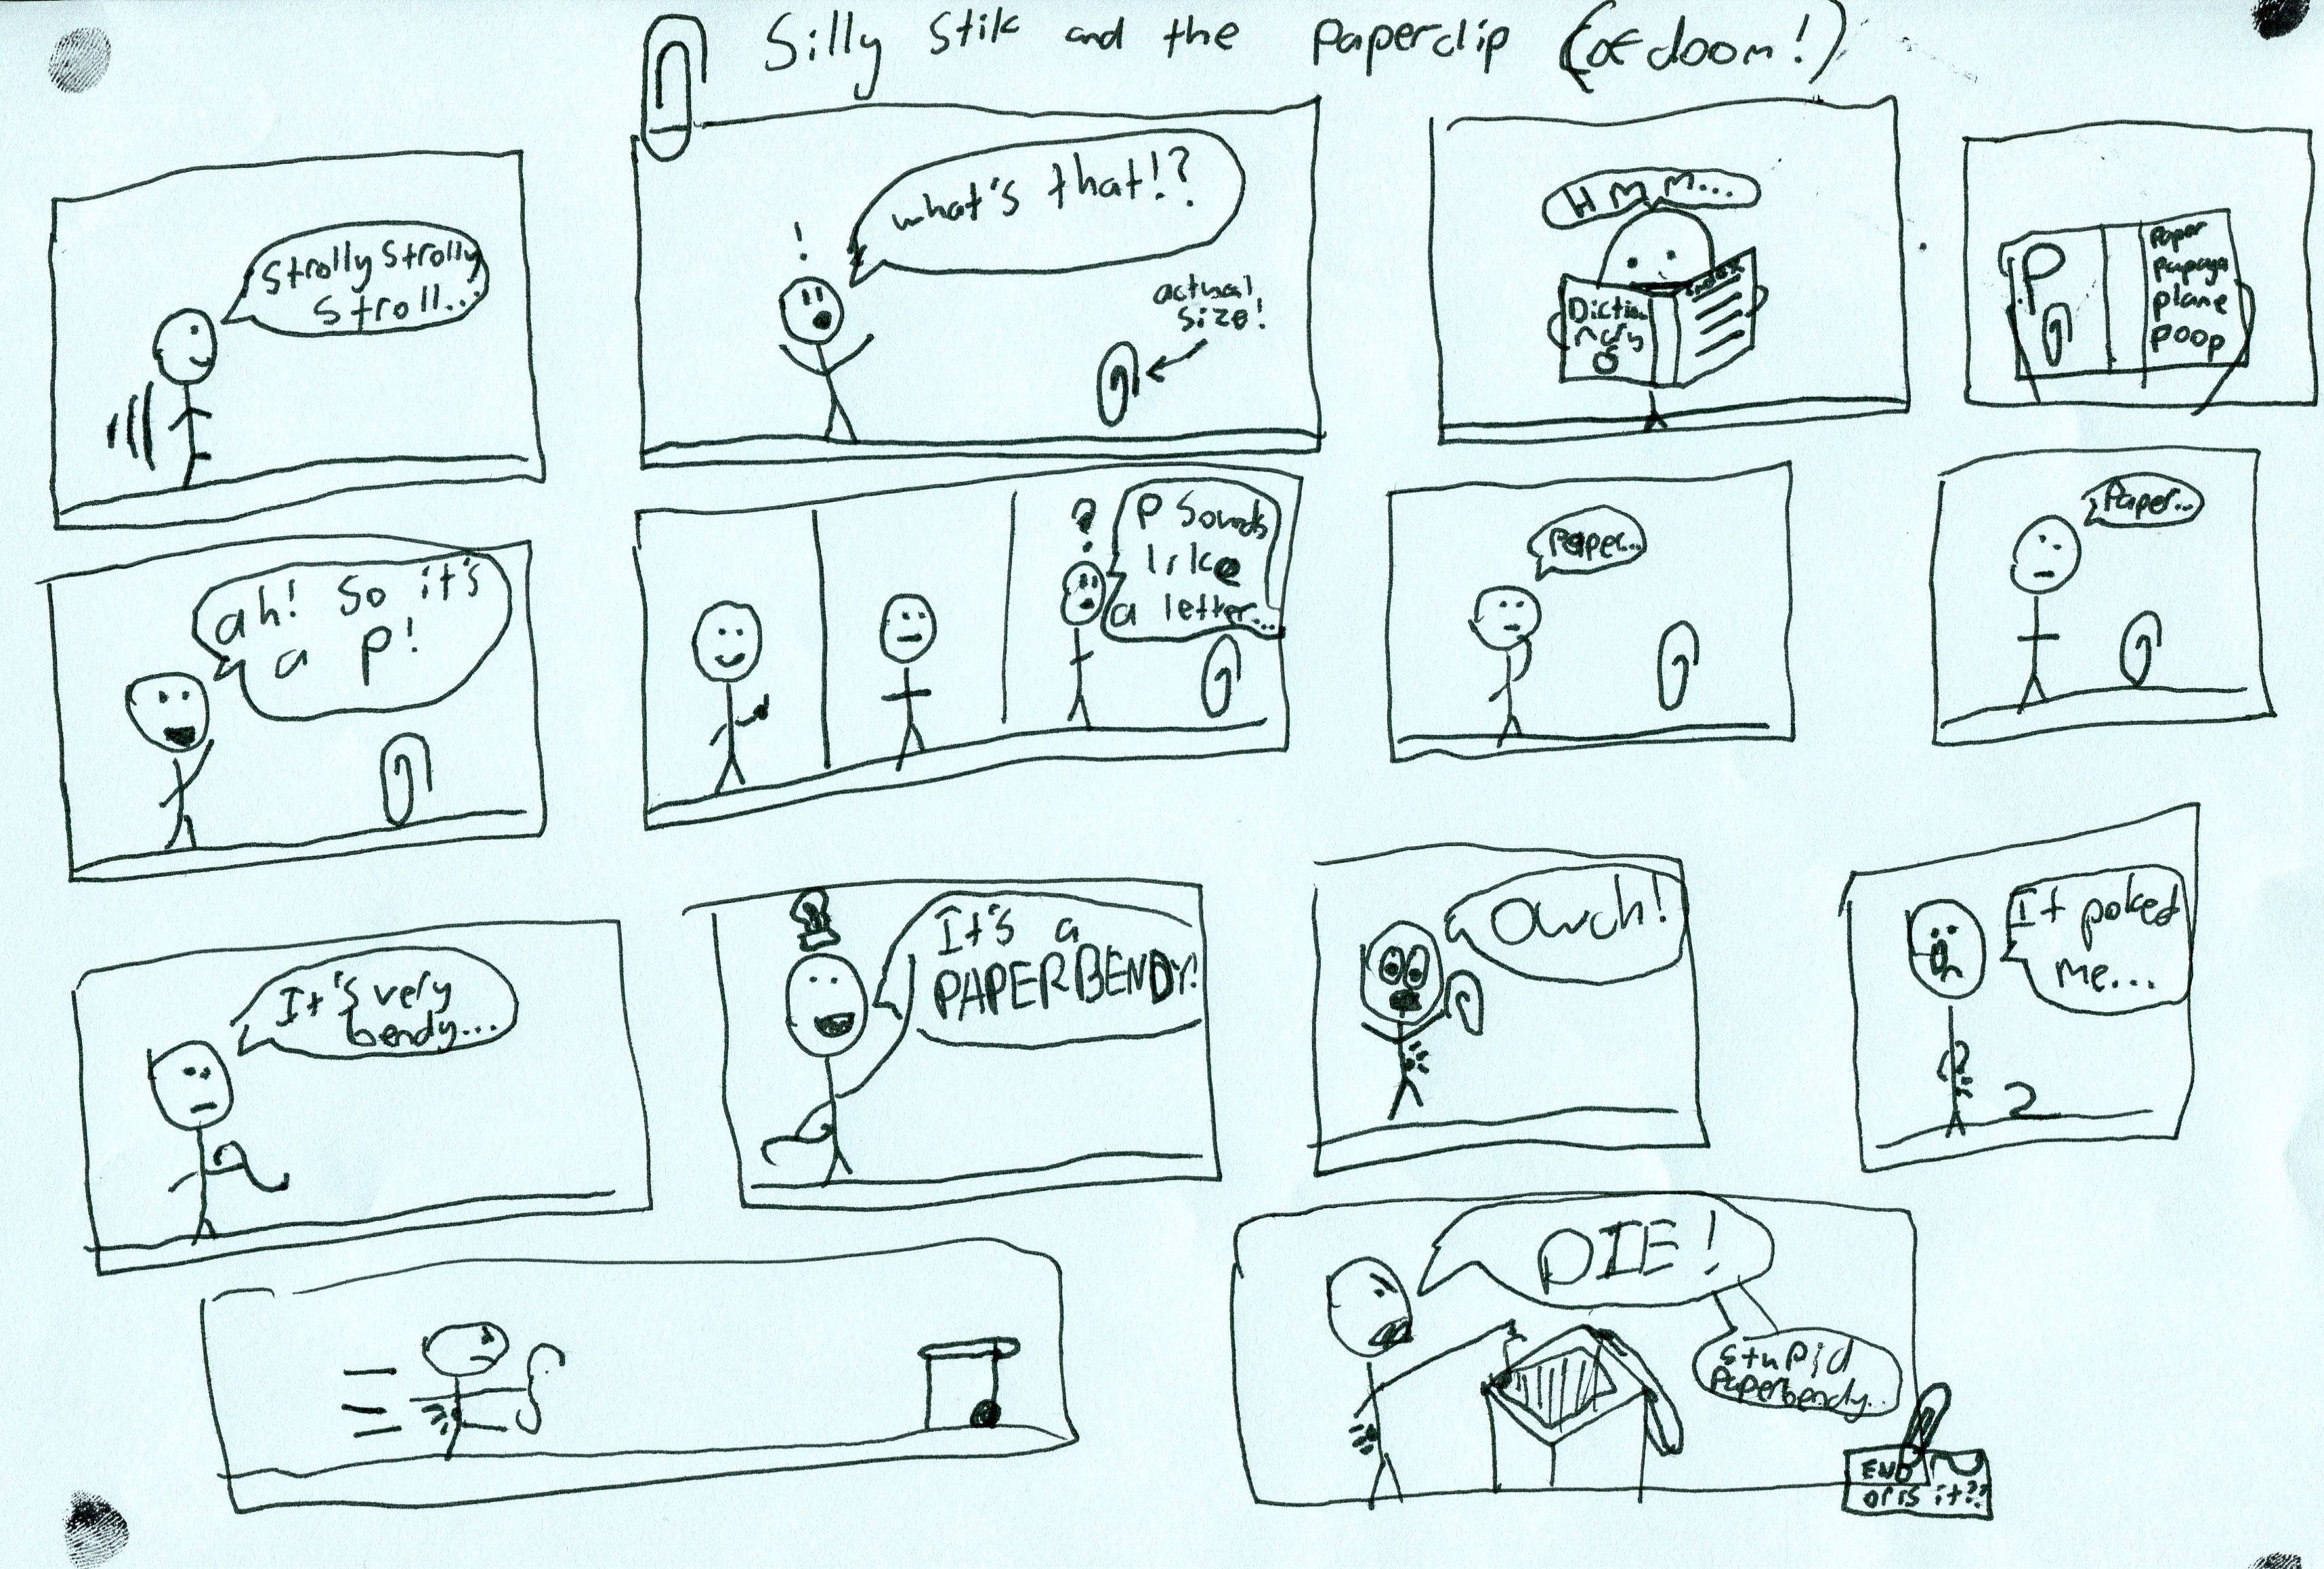 Silly Stik and the Paperclip (of doom!)
Strolly Strolly
Stroll...
!
what's that!?
actual
size!
HMM...
Diction
nary
Index
P
Paper
papaya
plane
poop
ah! So it's
a P!
?
P Sounds
like
a letter...
Paper...
Paper...
It's very
bendy...
It's a
PAPERBENDY!
Owch!
It poked
me...
DIE!
stupid
Paperbendy...
END
or is it??